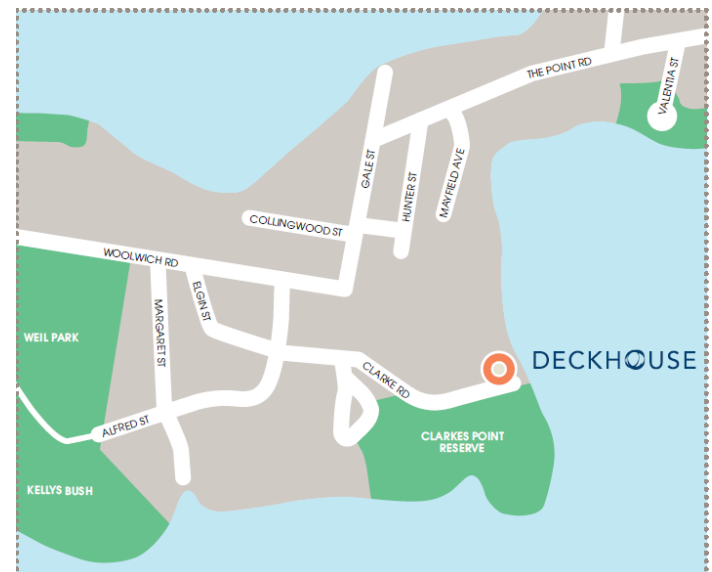 THE POINT RD
VALENTIA ST
GALE ST
HUNTER ST
MAYFIELD AVE
COLLINGWOOD ST
WOOLWICH RD
ELGIN ST
MARGARET ST
WEIL PARK
DECKHOUSE
CLARKE RD
ALFRED ST
CLARKES POINT
RESERVE
KELLYS BUSH